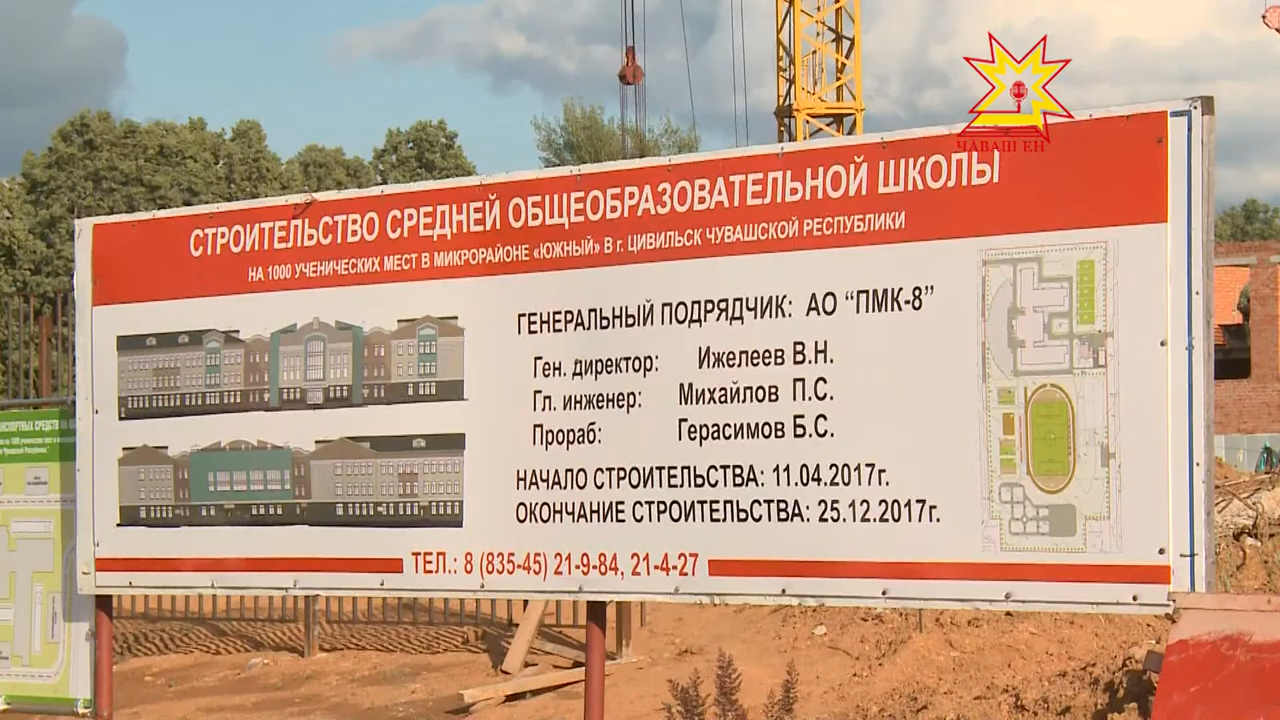 ЧАВАШ ЕН
СТРОИТЕЛЬСТВО СРЕДНЕЙ ОБЩЕОБРАЗОВАТЕЛЬНОЙ ШКОЛЫ
НА 1000 УЧЕНИЧЕСКИХ МЕСТ В МИКРОРАЙОНЕ «ЮЖНЫЙ» В г. ЦИВИЛЬСК ЧУВАШСКОЙ РЕСПУБЛИКИ
ГЕНЕРАЛЬНЫЙ ПОДРЯДЧИК: АО “ПМК-8”
Ген. директор: Ижелеев В.Н.
Гл. инженер: Михайлов П.С.
Прораб: Герасимов Б.С.
НАЧАЛО СТРОИТЕЛЬСТВА: 11.04.2017г.
ОКОНЧАНИЕ СТРОИТЕЛЬСТВА: 25.12.2017г.
ТЕЛ.: 8 (835-45) 21-9-84, 21-4-27